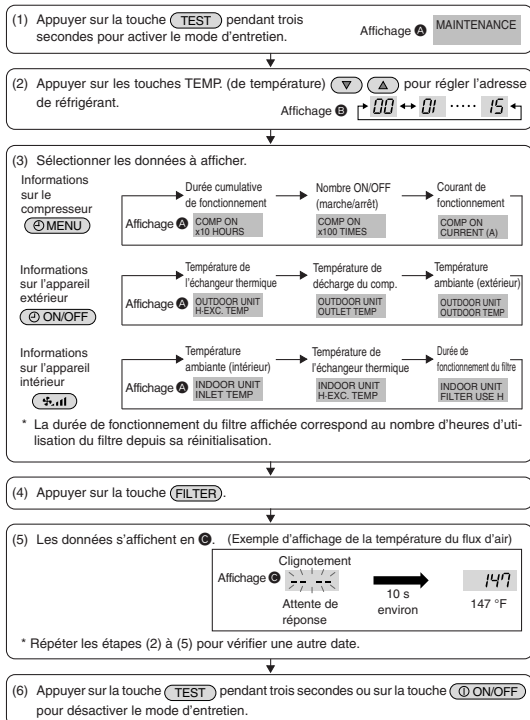 (1) Appuyer sur la touche TEST pendant trois
secondes pour activer le mode d'entretien.
Affichage A MAINTENANCE
(2) Appuyer sur les touches TEMP. (de température) ▽ △ pour régler l'adresse
de réfrigérant.
Affichage B 00 ↔ 01 ····· 15
(3) Sélectionner les données à afficher.
Informations
sur le
compresseur
MENU
Durée cumulative
de fonctionnement
Nombre ON/OFF
(marche/arrêt)
Courant de
fonctionnement
Affichage A
COMP ON
x10 HOURS
COMP ON
x100 TIMES
COMP ON
CURRENT (A)
Informations
sur l'appareil
extérieur
ON/OFF
Température de
l'échangeur thermique
Température de
décharge du comp.
Température
ambiante (extérieur)
Affichage A
OUTDOOR UNIT
H-EXC. TEMP
OUTDOOR UNIT
OUTLET TEMP
OUTDOOR UNIT
OUTDOOR TEMP
Informations
sur l'appareil
intérieur
Température
ambiante (intérieur)
Température de
l'échangeur thermique
Durée de
fonctionnement du filtre
Affichage A
INDOOR UNIT
INLET TEMP
INDOOR UNIT
H-EXC. TEMP
INDOOR UNIT
FILTER USE H
* La durée de fonctionnement du filtre affichée correspond au nombre d'heures d'uti-
lisation du filtre depuis sa réinitialisation.
(4) Appuyer sur la touche FILTER.
(5) Les données s'affichent en C. (Exemple d'affichage de la température du flux d'air)
Clignotement
Affichage C -- --
Attente de
réponse
10 s
environ
147
147 °F
* Répéter les étapes (2) à (5) pour vérifier une autre date.
(6) Appuyer sur la touche TEST pendant trois secondes ou sur la touche ON/OFF
pour désactiver le mode d'entretien.